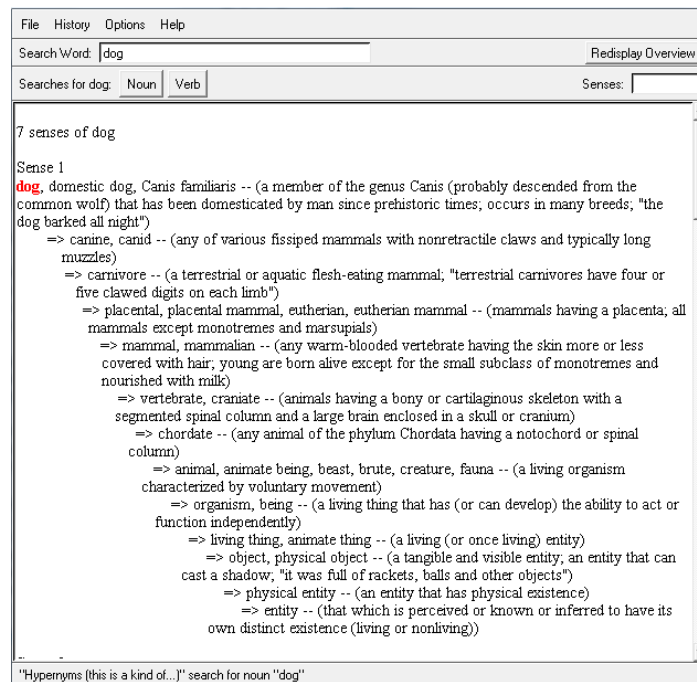 File History Options Help
Search Word: dog Redisplay Overview
Searches for dog: Noun Verb Senses:
7 senses of dog
Sense 1
dog, domestic dog, Canis familiaris -- (a member of the genus Canis (probably descended from the
common wolf) that has been domesticated by man since prehistoric times; occurs in many breeds; "the
dog barked all night")
=> canine, canid -- (any of various fissiped mammals with nonretractile claws and typically long
muzzles)
=> carnivore -- (a terrestrial or aquatic flesh-eating mammal; "terrestrial carnivores have four or
five clawed digits on each limb")
=> placental, placental mammal, eutherian, eutherian mammal -- (mammals having a placenta; all
mammals except monotremes and marsupials)
=> mammal, mammalian -- (any warm-blooded vertebrate having the skin more or less
covered with hair; young are born alive except for the small subclass of monotremes and
nourished with milk)
=> vertebrate, craniate -- (animals having a bony or cartilaginous skeleton with a
segmented spinal column and a large brain enclosed in a skull or cranium)
=> chordate -- (any animal of the phylum Chordata having a notochord or spinal
column)
=> animal, animate being, beast, brute, creature, fauna -- (a living organism
characterized by voluntary movement)
=> organism, being -- (a living thing that has (or can develop) the ability to act or
function independently)
=> living thing, animate thing -- (a living (or once living) entity)
=> object, physical object -- (a tangible and visible entity; an entity that can
cast a shadow; "it was full of rackets, balls and other objects")
=> physical entity -- (an entity that has physical existence)
=> entity -- (that which is perceived or known or inferred to have its
own distinct existence (living or nonliving))
"Hypernyms (this is a kind of...)" search for noun "dog"